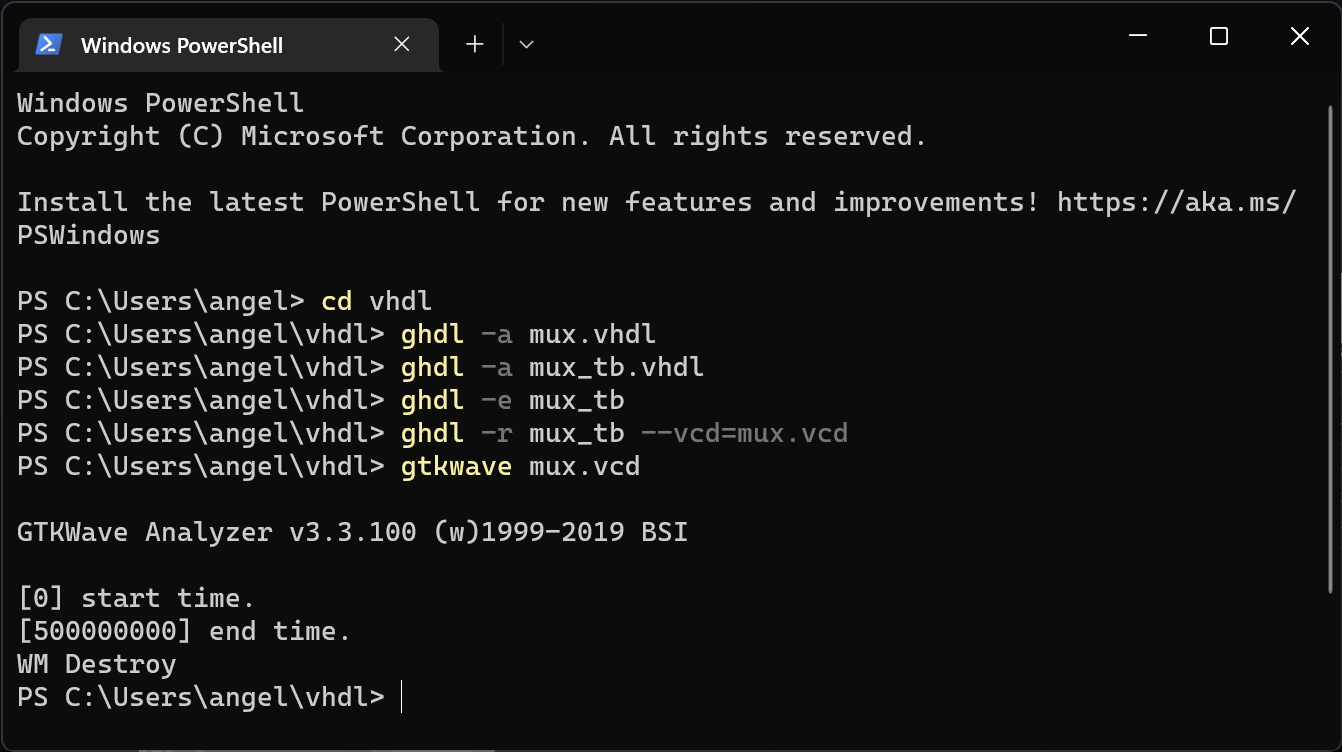 Windows PowerShell
Windows PowerShell
Copyright (C) Microsoft Corporation. All rights reserved.
Install the latest PowerShell for new features and improvements! https://aka.ms/
PSWindows
PS C:\Users\angel> cd vhdl
PS C:\Users\angel\vhdl> ghdl -a mux.vhdl
PS C:\Users\angel\vhdl> ghdl -a mux_tb.vhdl
PS C:\Users\angel\vhdl> ghdl -e mux_tb
PS C:\Users\angel\vhdl> ghdl -r mux_tb --vcd=mux.vcd
PS C:\Users\angel\vhdl> gtkwave mux.vcd
GTKWave Analyzer v3.3.100 (w)1999-2019 BSI
[0] start time.
[500000000] end time.
WM Destroy
PS C:\Users\angel\vhdl>